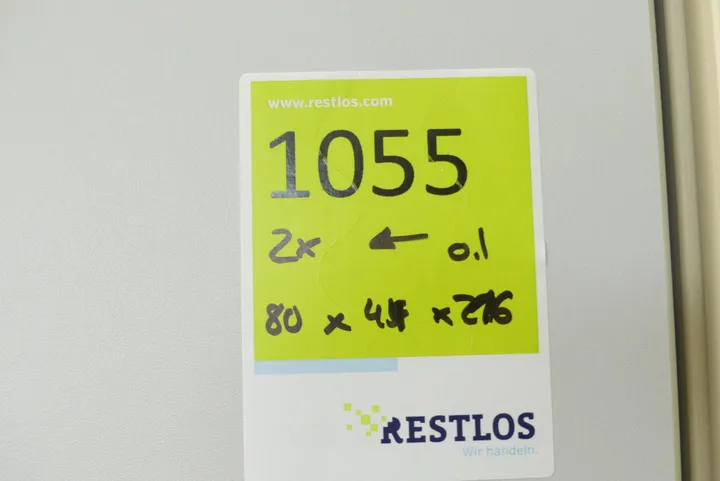 www.restlos.com
1055
2x ← 0.1
80 x x
RESTLOS
Wir handeln.